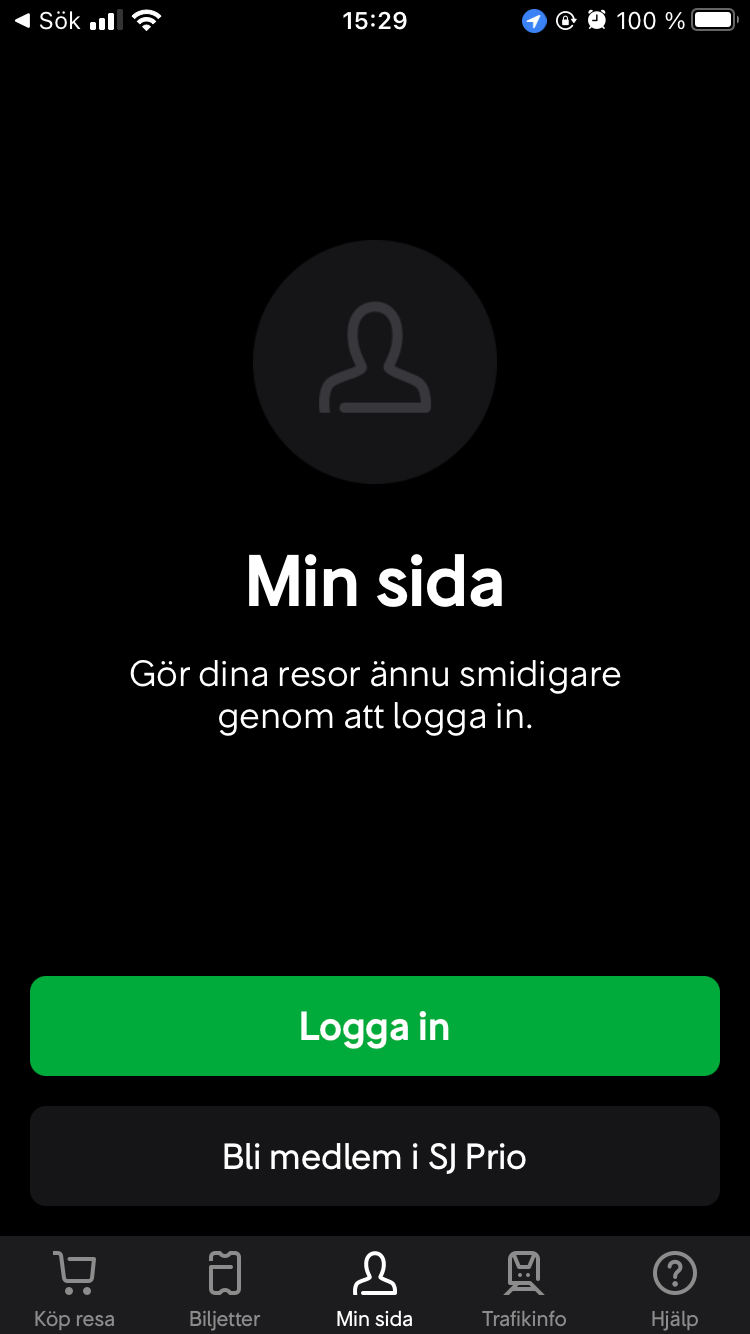 Sök 15:29 100 %
Min sida
Gör dina resor ännu smidigare
genom att logga in.
Logga in
Bli medlem i SJ Prio
Köp resa Biljetter Min sida Trafikinfo Hjälp